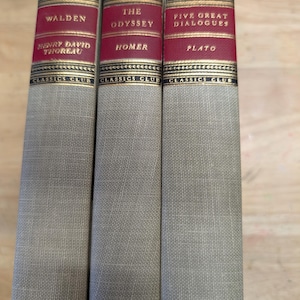 WALDEN
HENRY DAVID
THOREAU
CLASSICS CLUB
THE
ODYSSEY
HOMER
CLASSICS CLUB
FIVE GREAT
DIALOGUES
PLATO
CLASSICS CLUB